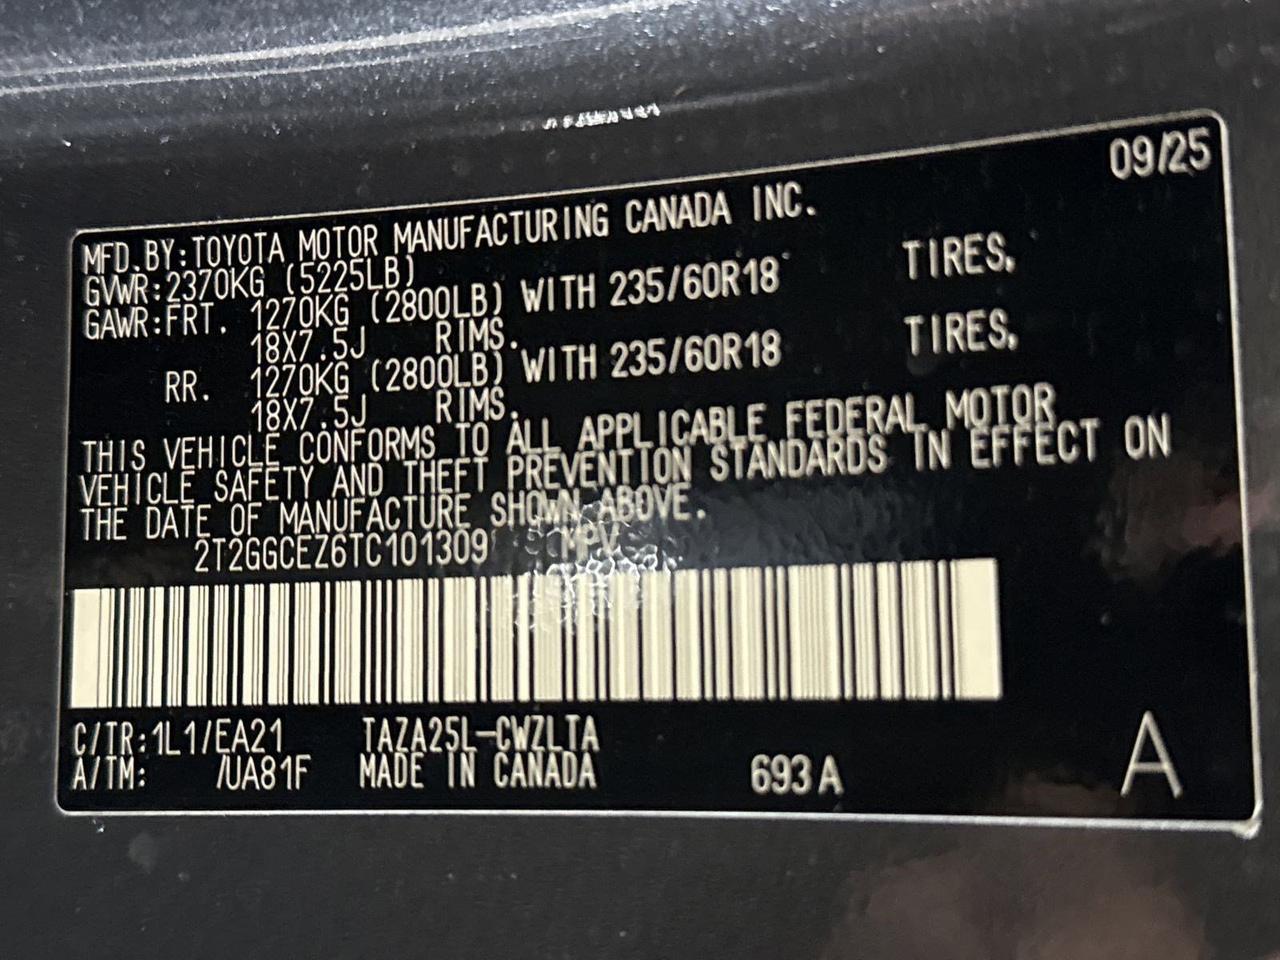 09/25
MFD.BY:TOYOTA MOTOR MANUFACTURING CANADA INC.
GVWR:2370KG (5225LB)
GAWR:FRT. 1270KG (2800LB) WITH 235/60R18 TIRES,
18X7.5J RIMS.
RR. 1270KG (2800LB) WITH 235/60R18 TIRES,
18X7.5J RIMS.
THIS VEHICLE CONFORMS TO ALL APPLICABLE FEDERAL MOTOR
VEHICLE SAFETY AND THEFT PREVENTION STANDARDS IN EFFECT ON
THE DATE OF MANUFACTURE SHOWN ABOVE.
2T2GGCEZ6TC101309 MPV
C/TR:1L1/EA21 TAZA25L-CWZLTA
A/TM: /UA81F MADE IN CANADA 693A A